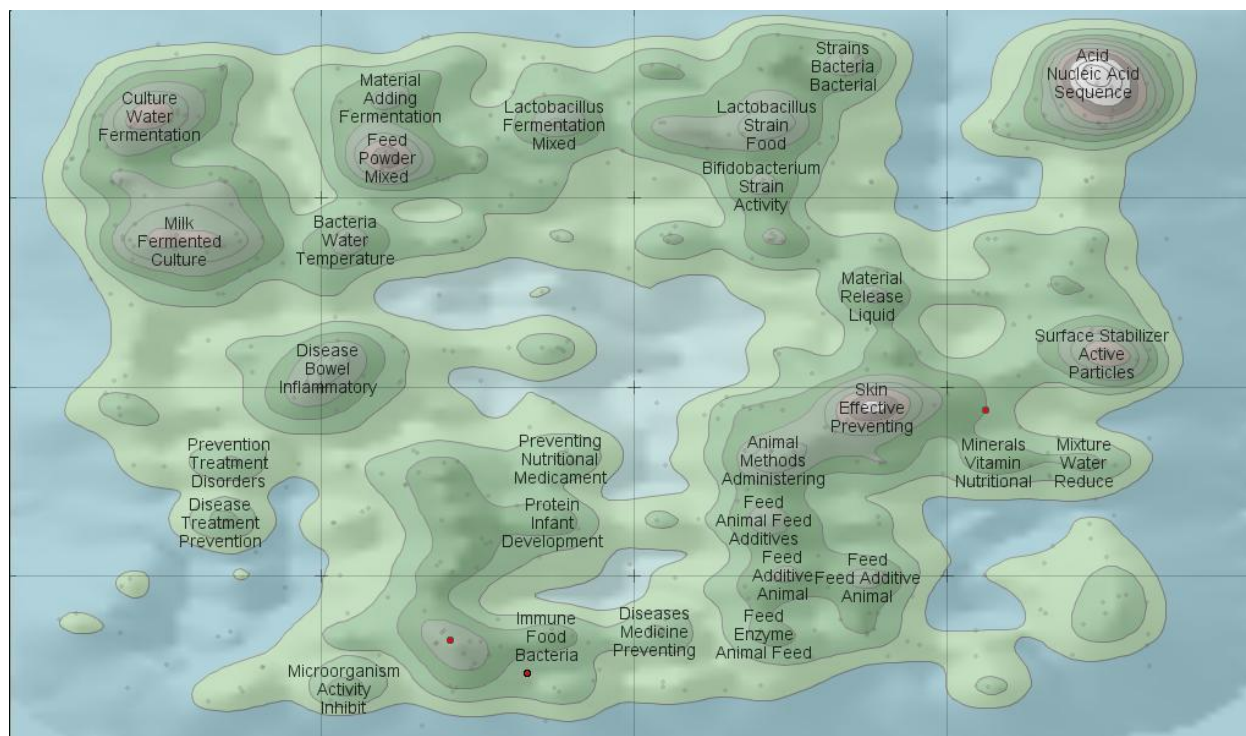 Strains
Bacteria
Bacterial
Acid
Nucleic Acid
Sequence
Culture
Water
Fermentation
Material
Adding
Fermentation
Lactobacillus
Fermentation
Mixed
Lactobacillus
Strain
Food
Feed
Powder
Mixed
Bifidobacterium
Strain
Activity
Milk
Fermented
Culture
Bacteria
Water
Temperature
Material
Release
Liquid
Surface Stabilizer
Active
Particles
Disease
Bowel
Inflammatory
Skin
Effective
Preventing
Prevention
Treatment
Disorders
Preventing
Nutritional
Medicament
Animal
Methods
Administering
Minerals
Vitamin
Nutritional
Mixture
Water
Reduce
Disease
Treatment
Prevention
Protein
Infant
Development
Feed
Animal Feed
Additives
Feed
Additive
Animal
Feed
Feed Additive
Animal
Immune
Food
Bacteria
Diseases
Medicine
Preventing
Feed
Enzyme
Animal Feed
Microorganism
Activity
Inhibit